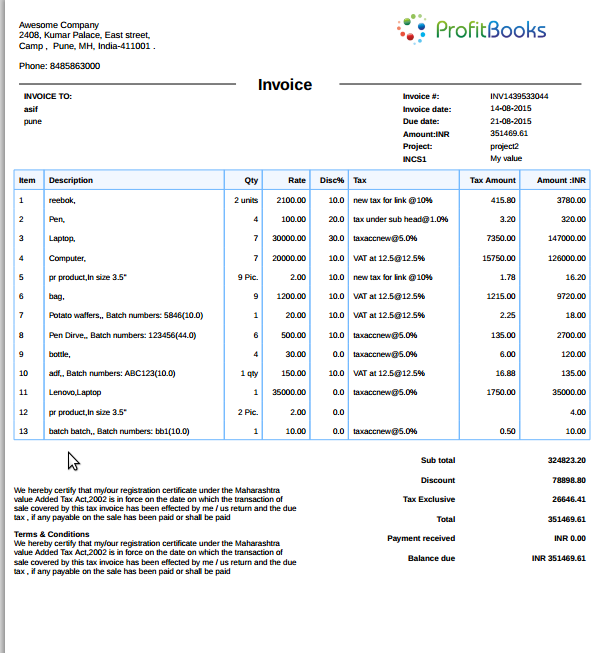 Awesome Company
2408, Kumar Palace, East street,
Camp , Pune, MH, India-411001 .
Phone: 8485863000
ProfitBooks
Invoice
INVOICE TO:
asif
pune
Invoice #: INV1439533044
Invoice date: 14-08-2015
Due date: 21-08-2015
Amount:INR 351469.61
Project: project2
INCS1 My value
Item Description Qty Rate Disc% Tax Tax Amount Amount :INR
1 reebok, 2 units 2100.00 10.0 new tax for link @10% 415.80 3780.00
2 Pen, 4 100.00 20.0 tax under sub head@1.0% 3.20 320.00
3 Laptop, 7 30000.00 30.0 taxaccnew@5.0% 7350.00 147000.00
4 Computer, 7 20000.00 10.0 VAT at 12.5@12.5% 15750.00 126000.00
5 pr product,In size 3.5" 9 Pic. 2.00 10.0 new tax for link @10% 1.78 16.20
6 bag, 9 1200.00 10.0 VAT at 12.5@12.5% 1215.00 9720.00
7 Potato waffers,, Batch numbers: 5846(10.0) 1 20.00 10.0 VAT at 12.5@12.5% 2.25 18.00
8 Pen Dirve,, Batch numbers: 123456(44.0) 6 500.00 10.0 taxaccnew@5.0% 135.00 2700.00
9 bottle, 4 30.00 0.0 taxaccnew@5.0% 6.00 120.00
10 adf,, Batch numbers: ABC123(10.0) 1 qty 150.00 10.0 VAT at 12.5@12.5% 16.88 135.00
11 Lenovo,Laptop 1 35000.00 0.0 taxaccnew@5.0% 1750.00 35000.00
12 pr product,In size 3.5" 2 Pic. 2.00 0.0 4.00
13 batch batch,, Batch numbers: bb1(10.0) 1 10.00 0.0 taxaccnew@5.0% 0.50 10.00
Sub total 324823.20
Discount 78898.80
Tax Exclusive 26646.41
Total 351469.61
Payment received INR 0.00
Balance due INR 351469.61
We hereby certify that my/our registration certificate under the Maharashtra
value Added Tax Act,2002 is in force on the date on which the transaction of
sale covered by this tax invoice has been effected by me / us return and the due
tax , if any payable on the sale has been paid or shall be paid
Terms & Conditions
We hereby certify that my/our registration certificate under the Maharashtra
value Added Tax Act,2002 is in force on the date on which the transaction of
sale covered by this tax invoice has been effected by me / us return and the due
tax , if any payable on the sale has been paid or shall be paid